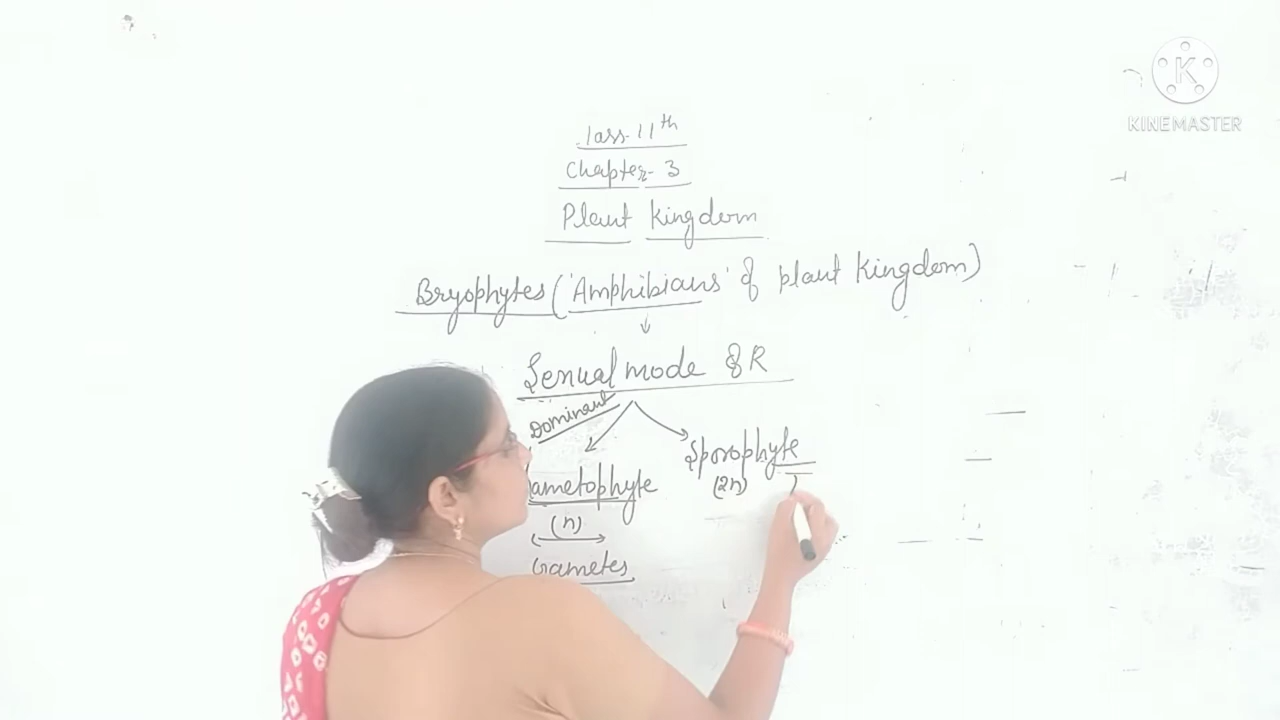 lass-11th
Chapter-3
Plant Kingdom
Bryophytes ('Amphibians' of plant Kingdom)
Sexual mode of R
Dominant
Sporophyte
(2n)
ametophyte
(n)
Gametes
KINEMASTER